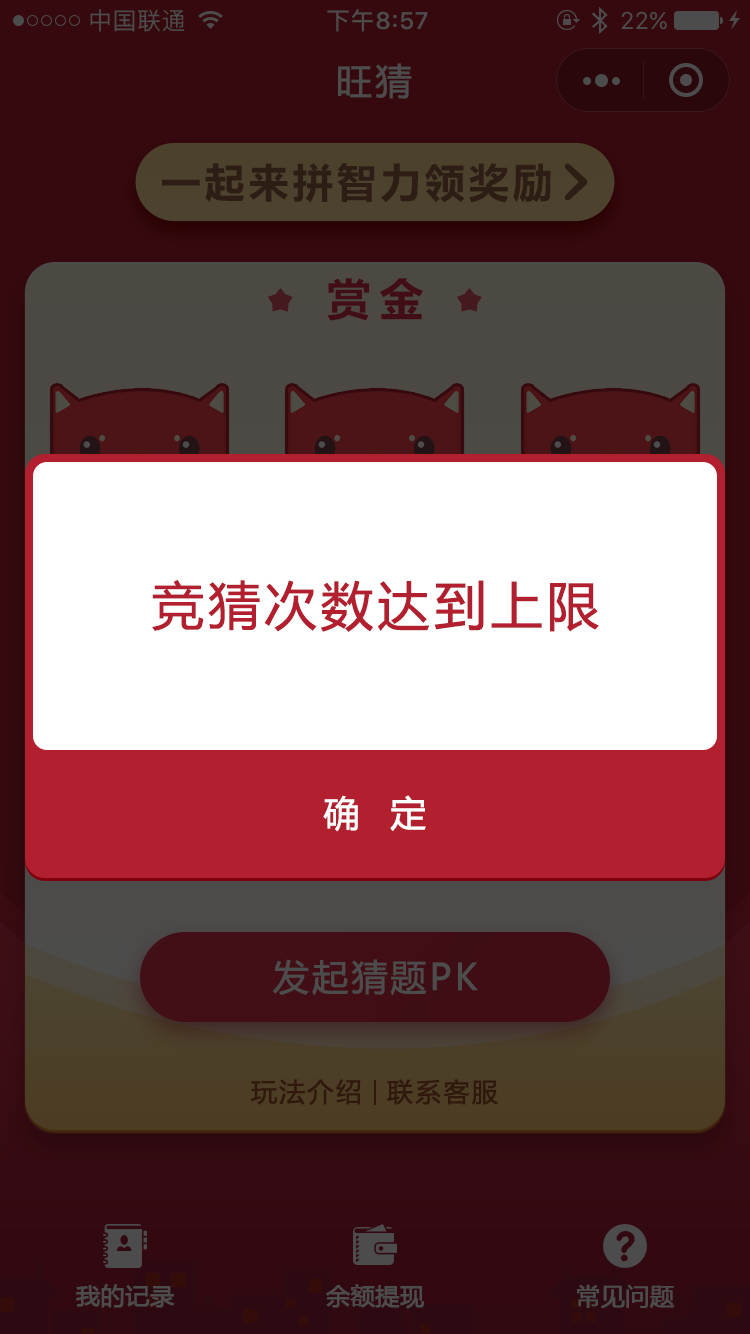 中国联通 下午8:57 22%
旺猜
一起来拼智力领奖励
赏金
竞猜次数达到上限
确 定
发起猜题PK
玩法介绍 | 联系客服
我的记录 余额提现 常见问题